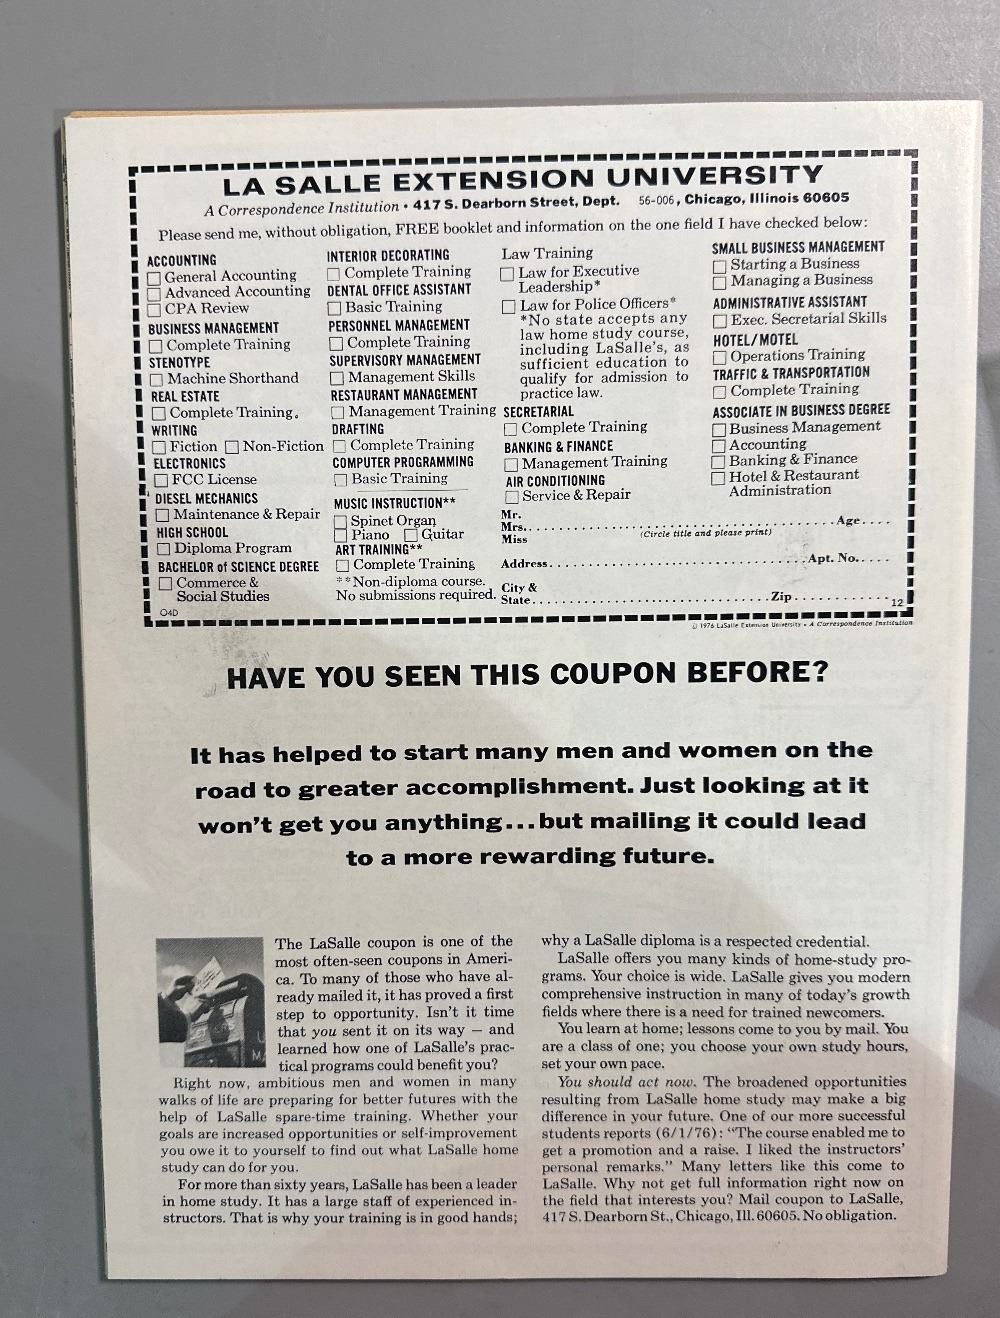 LA SALLE EXTENSION UNIVERSITY
A Correspondence Institution • 417 S. Dearborn Street, Dept. 56-006, Chicago, Illinois 60605
Please send me, without obligation, FREE booklet and information on the one field I have checked below:
ACCOUNTING
General Accounting
Advanced Accounting
CPA Review
BUSINESS MANAGEMENT
Complete Training
STENOTYPE
Machine Shorthand
REAL ESTATE
Complete Training.
WRITING
Fiction Non-Fiction
ELECTRONICS
FCC License
DIESEL MECHANICS
Maintenance & Repair
HIGH SCHOOL
Diploma Program
BACHELOR of SCIENCE DEGREE
Commerce &
Social Studies
O4D
INTERIOR DECORATING
Complete Training
DENTAL OFFICE ASSISTANT
Basic Training
PERSONNEL MANAGEMENT
Complete Training
SUPERVISORY MANAGEMENT
Management Skills
RESTAURANT MANAGEMENT
Management Training
DRAFTING
Complete Training
COMPUTER PROGRAMMING
Basic Training
MUSIC INSTRUCTION**
Spinet Organ
Piano Guitar
ART TRAINING**
Complete Training
**Non-diploma course.
No submissions required.
Law Training
Law for Executive
Leadership*
Law for Police Officers*
*No state accepts any
law home study course,
including LaSalle's, as
sufficient education to
qualify for admission to
practice law.
SECRETARIAL
Complete Training
BANKING & FINANCE
Management Training
AIR CONDITIONING
Service & Repair
SMALL BUSINESS MANAGEMENT
Starting a Business
Managing a Business
ADMINISTRATIVE ASSISTANT
Exec. Secretarial Skills
HOTEL/MOTEL
Operations Training
TRAFFIC & TRANSPORTATION
Complete Training
ASSOCIATE IN BUSINESS DEGREE
Business Management
Accounting
Banking & Finance
Hotel & Restaurant
Administration
Mr.
Mrs. Age
Miss (Circle title and please print)
Address Apt. No.
City &
State Zip
12
© 1976 LaSalle Extension University • A Correspondence Institution
HAVE YOU SEEN THIS COUPON BEFORE?
It has helped to start many men and women on the
road to greater accomplishment. Just looking at it
won't get you anything...but mailing it could lead
to a more rewarding future.
The LaSalle coupon is one of the
most often-seen coupons in Ameri-
ca. To many of those who have al-
ready mailed it, it has proved a first
step to opportunity. Isn't it time
that you sent it on its way — and
learned how one of LaSalle's prac-
tical programs could benefit you?
Right now, ambitious men and women in many
walks of life are preparing for better futures with the
help of LaSalle spare-time training. Whether your
goals are increased opportunities or self-improvement
you owe it to yourself to find out what LaSalle home
study can do for you.
For more than sixty years, LaSalle has been a leader
in home study. It has a large staff of experienced in-
structors. That is why your training is in good hands;
why a LaSalle diploma is a respected credential.
LaSalle offers you many kinds of home-study pro-
grams. Your choice is wide. LaSalle gives you modern
comprehensive instruction in many of today's growth
fields where there is a need for trained newcomers.
You learn at home; lessons come to you by mail. You
are a class of one; you choose your own study hours,
set your own pace.
You should act now. The broadened opportunities
resulting from LaSalle home study may make a big
difference in your future. One of our more successful
students reports (6/1/76): "The course enabled me to
get a promotion and a raise. I liked the instructors'
personal remarks." Many letters like this come to
LaSalle. Why not get full information right now on
the field that interests you? Mail coupon to LaSalle,
417 S. Dearborn St., Chicago, Ill. 60605. No obligation.